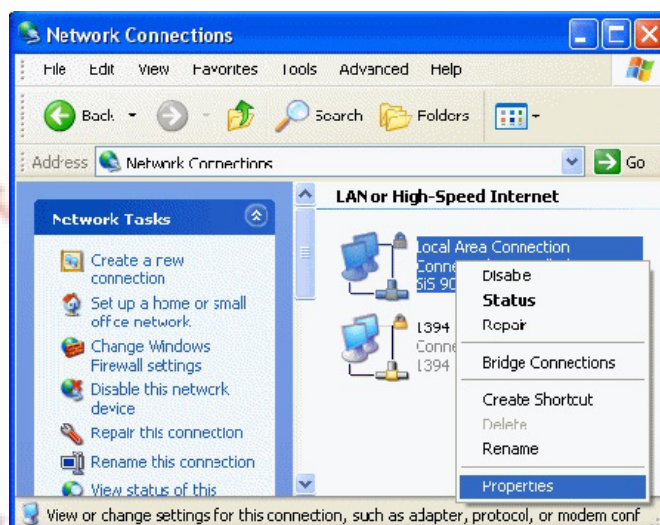 Network Connections
File Edit View Favorites Tools Advanced Help
Back Search Folders
Address Network Connections Go
Network Tasks
Create a new
connection
Set up a home or small
office network
Change Windows
Firewall settings
Disable this network
device
Repair this connection
Rename this connection
View status of this
LAN or High-Speed Internet
Local Area Connection
SiS 90
1394
Conne
1394
Disable
Status
Repair
Bridge Connections
Create Shortcut
Delete
Rename
Properties
View or change settings for this connection, such as adapter, protocol, or modem conf